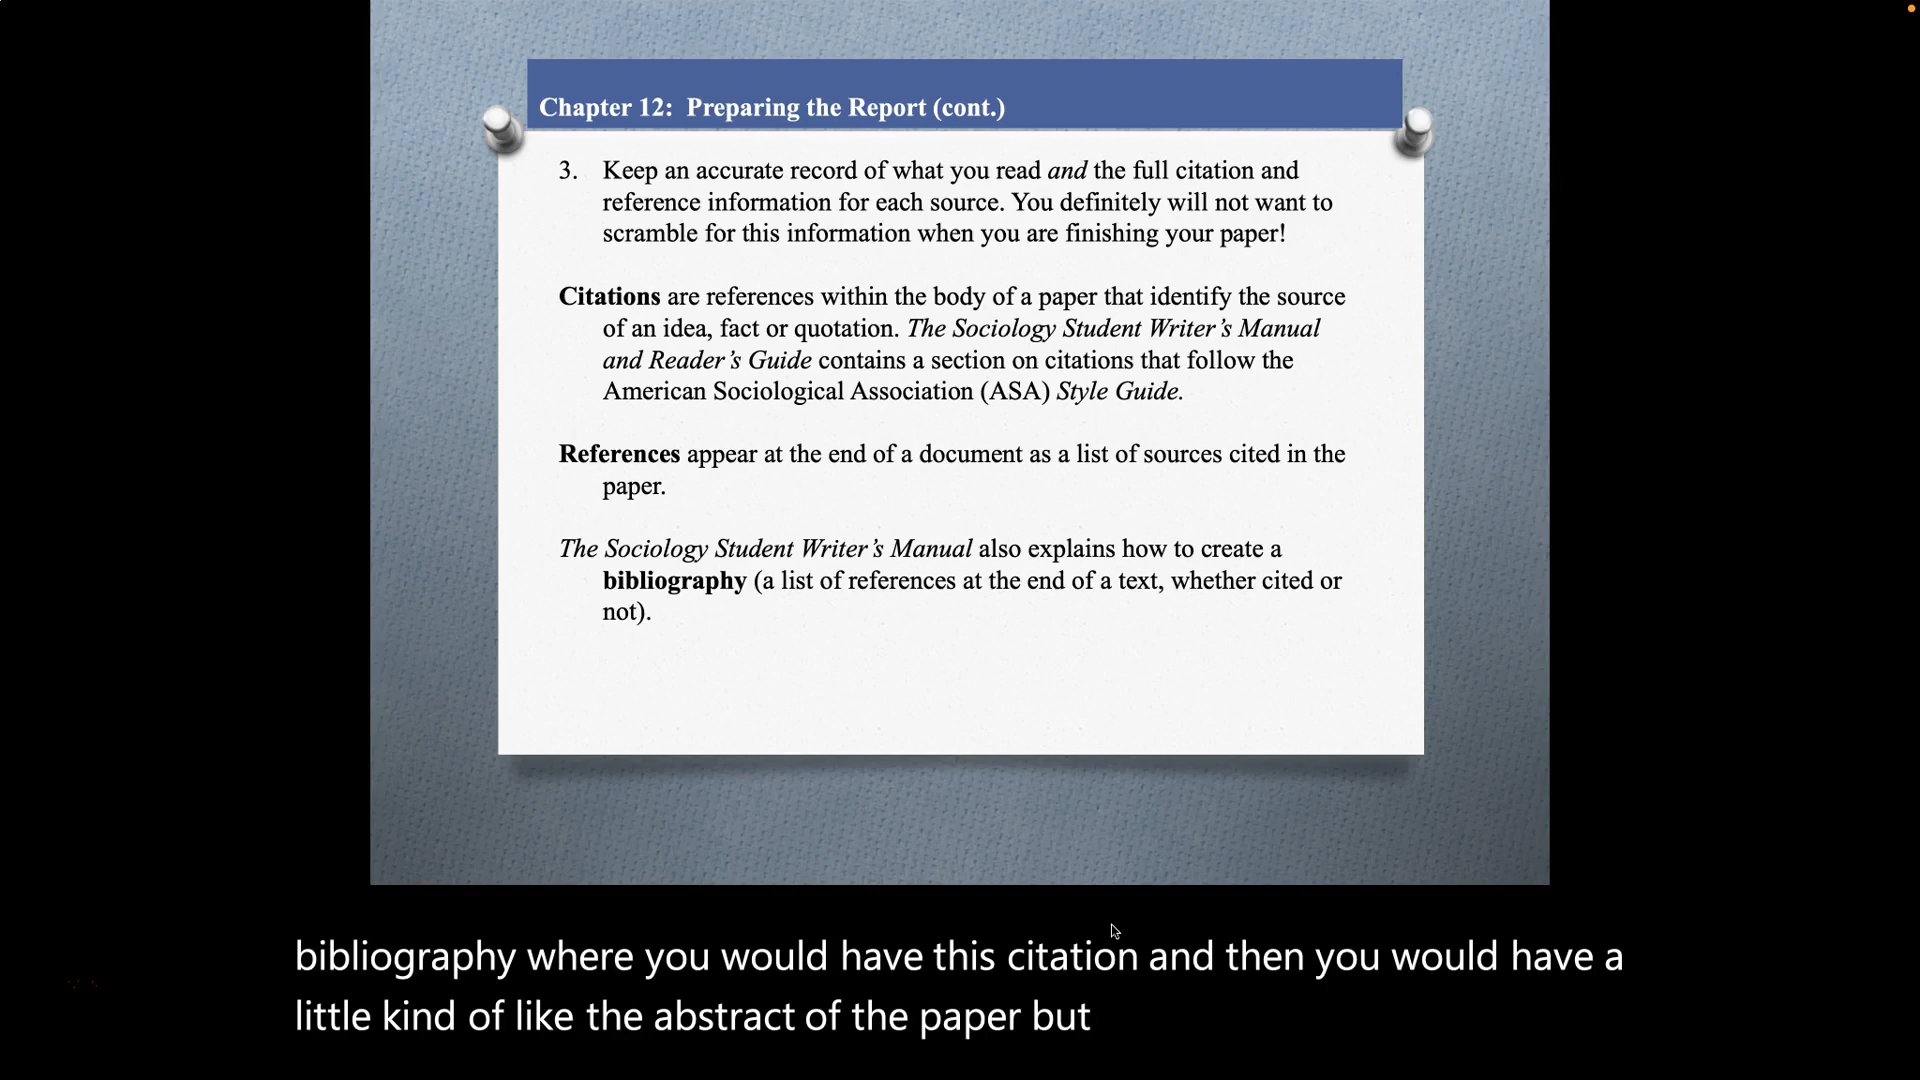 Chapter 12:  Preparing the Report (cont.)
3. Keep an accurate record of what you read and the full citation and
reference information for each source. You definitely will not want to
scramble for this information when you are finishing your paper!
Citations are references within the body of a paper that identify the source
of an idea, fact or quotation. The Sociology Student Writer’s Manual
and Reader’s Guide contains a section on citations that follow the
American Sociological Association (ASA) Style Guide.
References appear at the end of a document as a list of sources cited in the
paper.
The Sociology Student Writer’s Manual also explains how to create a
bibliography (a list of references at the end of a text, whether cited or
not).
bibliography where you would have this citation and then you would have a
little kind of like the abstract of the paper but